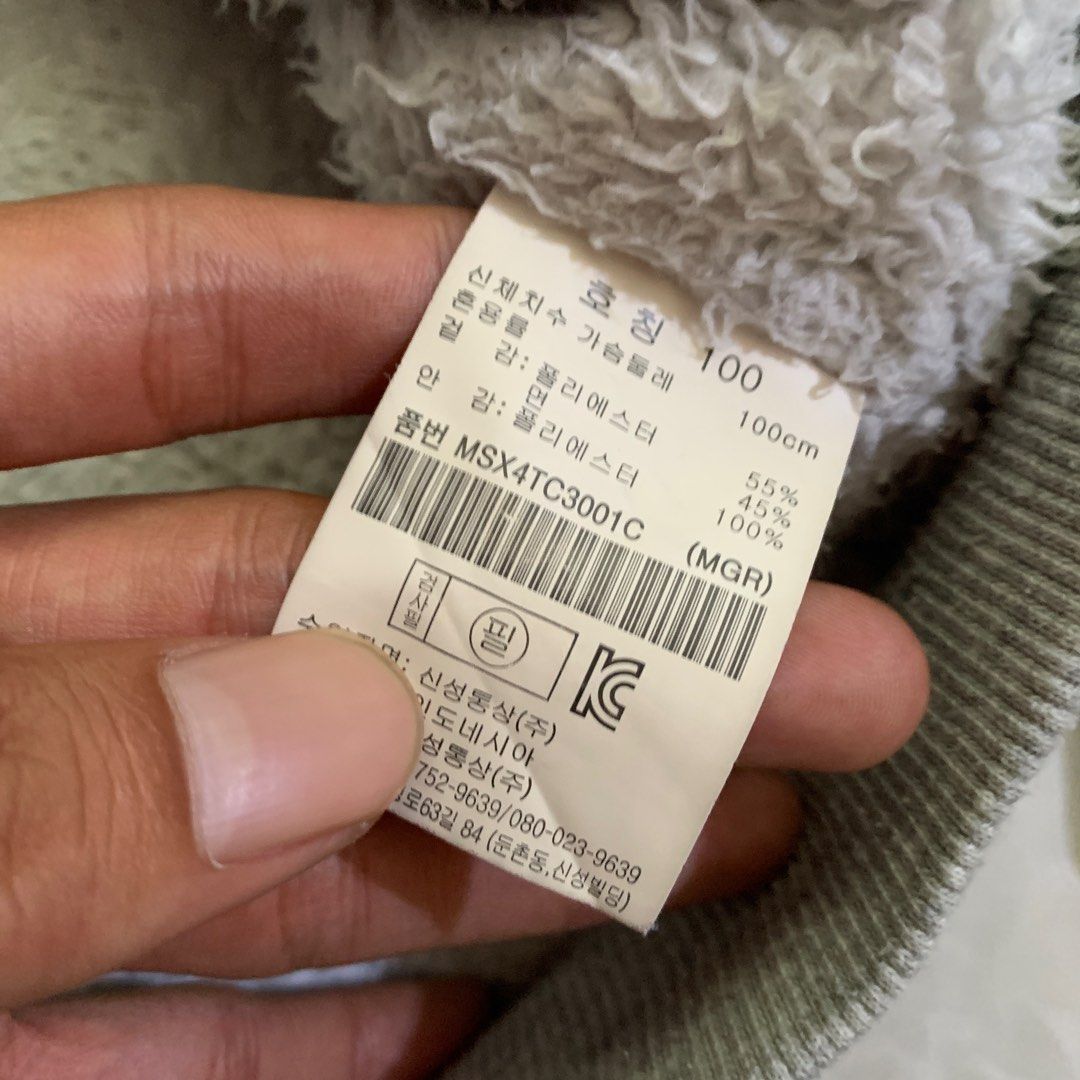 호칭 100
신체치수 가슴둘레 100cm
충용률
겉 감: 폴리에스터 55%
면 45%
안 감: 폴리에스터 100%
품번 MSX4TC3001C (MGR)
검사필 필
KC
신성통상(주)
인도네시아
성통상(주)
752-9639/080-023-9639
로63길 84 (둔촌동,신성빌딩)